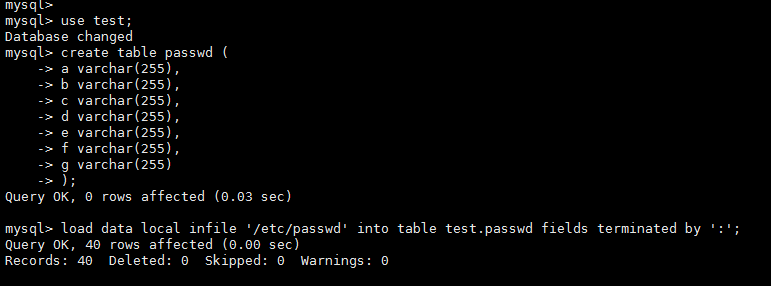 mysql>
mysql> use test;
Database changed
mysql> create table passwd (
    -> a varchar(255),
    -> b varchar(255),
    -> c varchar(255),
    -> d varchar(255),
    -> e varchar(255),
    -> f varchar(255),
    -> g varchar(255)
    -> );
Query OK, 0 rows affected (0.03 sec)
mysql> load data local infile '/etc/passwd' into table test.passwd fields terminated by ':';
Query OK, 40 rows affected (0.00 sec)
Records: 40  Deleted: 0  Skipped: 0  Warnings: 0